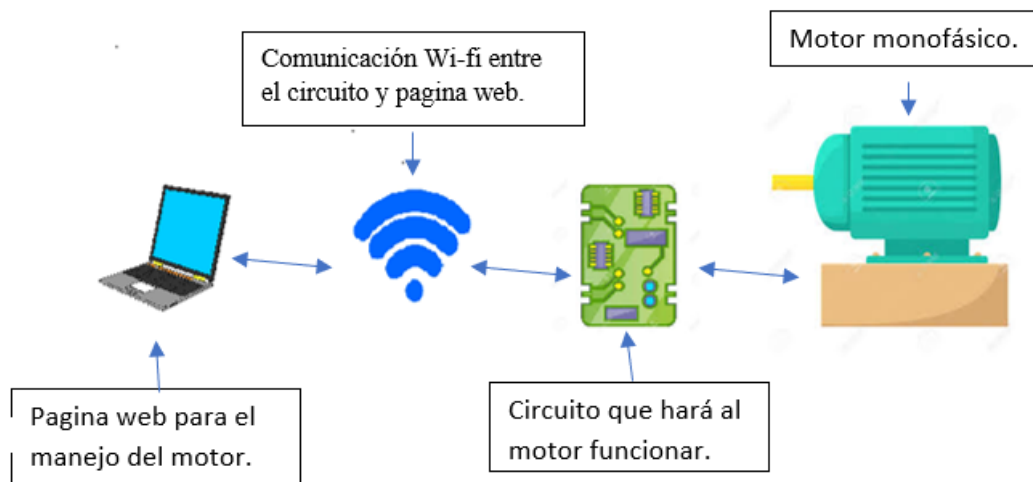 Comunicación Wi-fi entre
el circuito y pagina web.
Motor monofásico.
Pagina web para el
manejo del motor.
Circuito que hará al
motor funcionar.